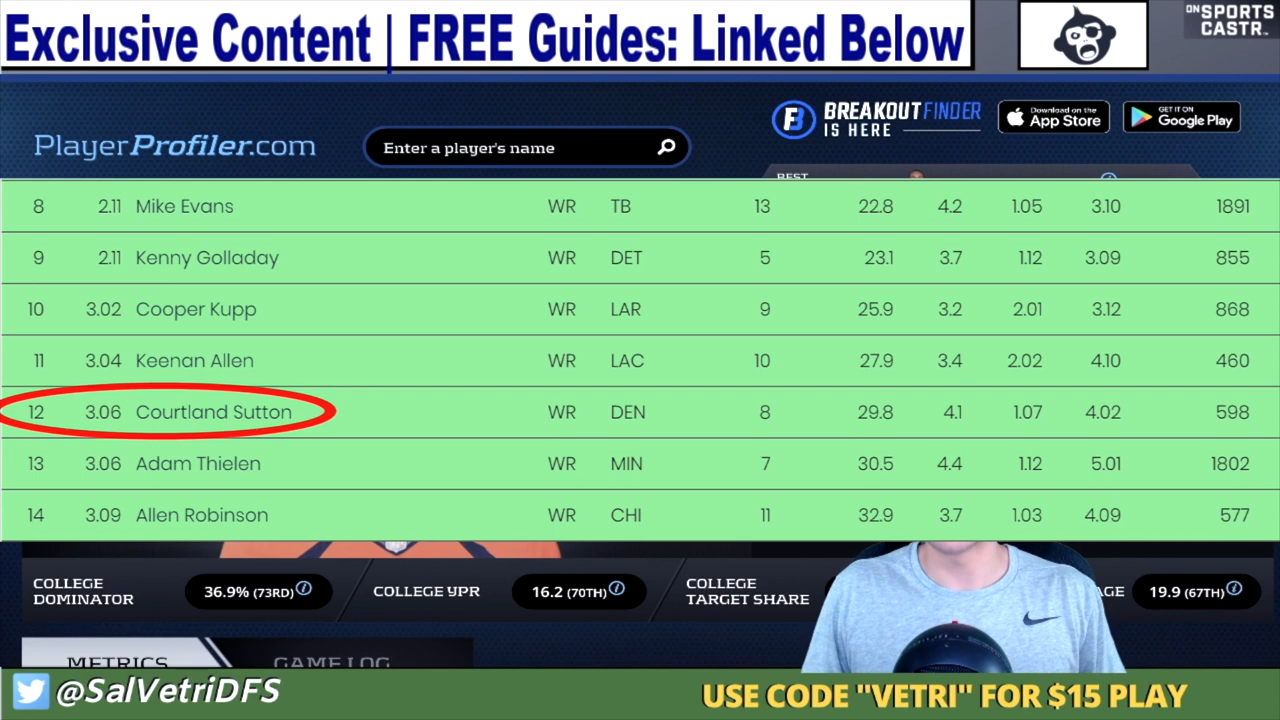 Exclusive Content | FREE Guides: Linked Below
ON SPORTS CASTR
PlayerProfiler.com
Enter a player's name
BREAKOUTFINDER
IS HERE
Download on the App Store
GET IT ON Google Play
BEST
8 2.11 Mike Evans WR TB 13 22.8 4.2 1.05 3.10 1891
9 2.11 Kenny Golladay WR DET 5 23.1 3.7 1.12 3.09 855
10 3.02 Cooper Kupp WR LAR 9 25.9 3.2 2.01 3.12 868
11 3.04 Keenan Allen WR LAC 10 27.9 3.4 2.02 4.10 460
12 3.06 Courtland Sutton WR DEN 8 29.8 4.1 1.07 4.02 598
13 3.06 Adam Thielen WR MIN 7 30.5 4.4 1.12 5.01 1802
14 3.09 Allen Robinson WR CHI 11 32.9 3.7 1.03 4.09 577
COLLEGE DOMINATOR 36.9% (73RD) COLLEGE YPR 16.2 (70TH) COLLEGE TARGET SHARE 19.9 (67TH)
METRICS GAME LOG
@SalVetriDFS
USE CODE "VETRI" FOR $15 PLAY